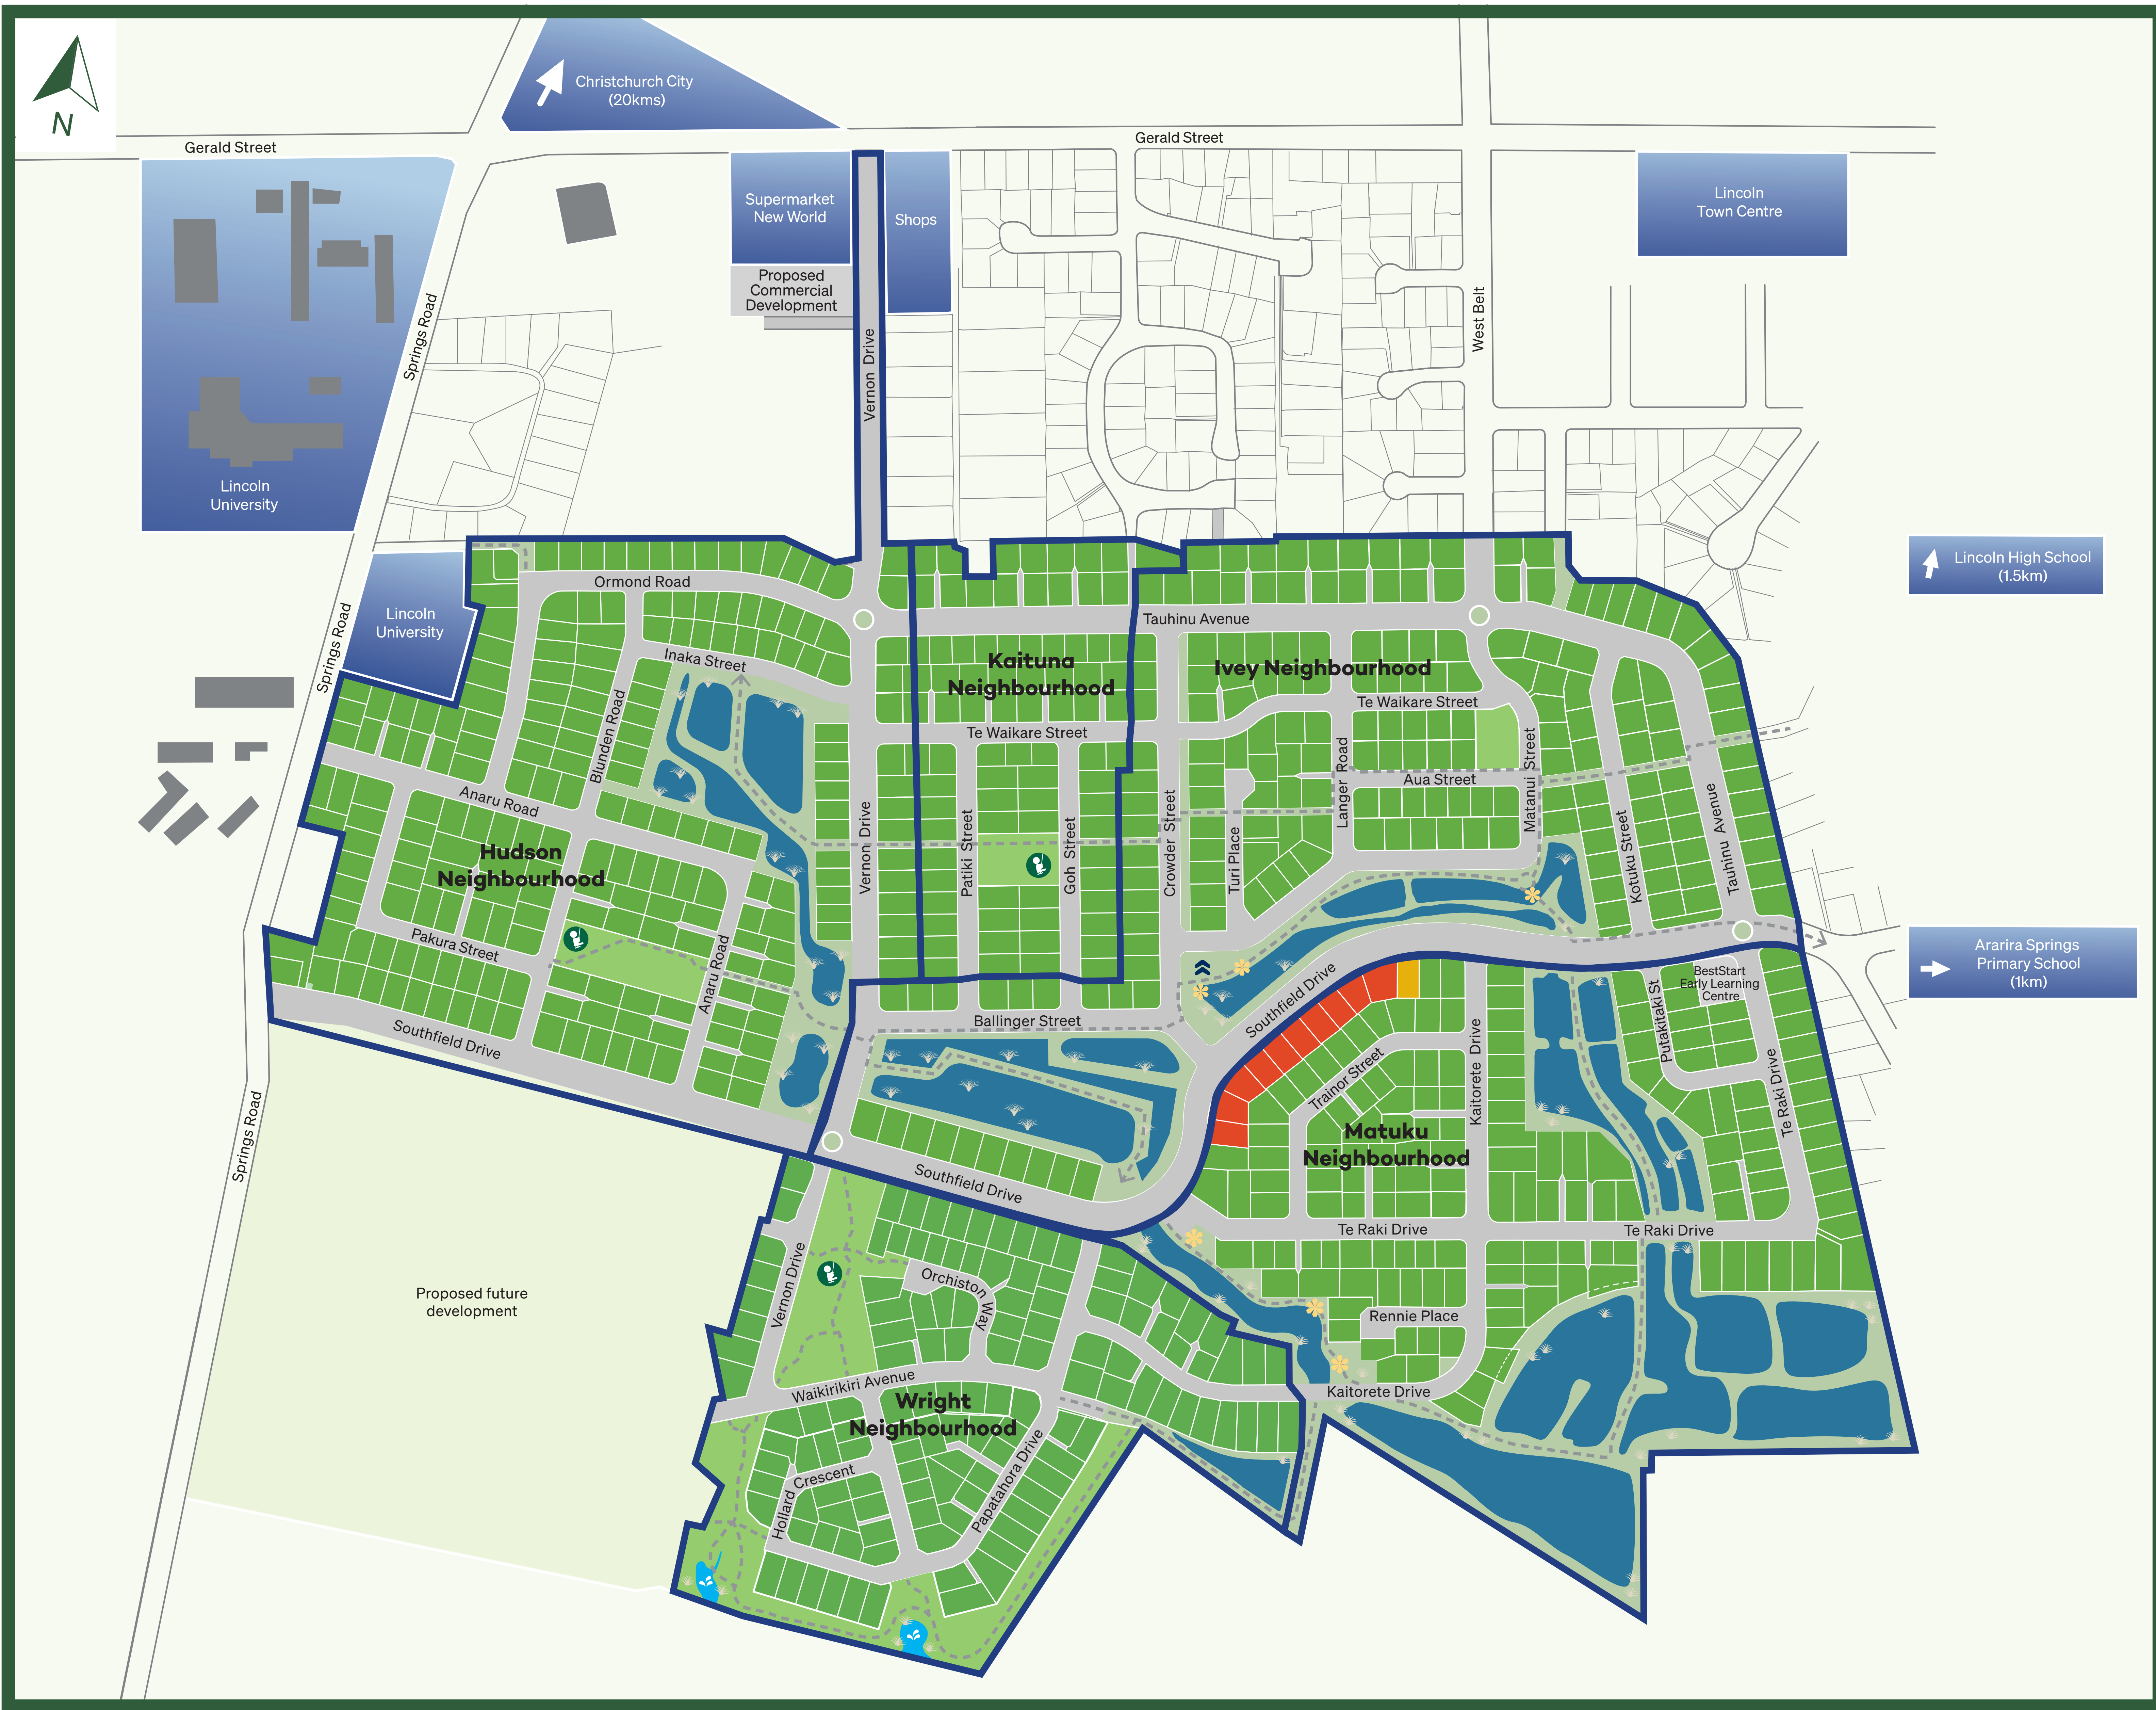 N
Christchurch City
(20kms)
Gerald Street
Gerald Street
Supermarket
New World
Shops
Lincoln
Town Centre
Proposed
Commercial
Development
Springs Road
Vernon Drive
West Belt
Lincoln
University
Lincoln High School
(1.5km)
Lincoln
University
Springs Road
Ormond Road
Tauhinu Avenue
Inaka Street
Kaituna
Neighbourhood
Ivey Neighbourhood
Te Waikare Street
Te Waikare Street
Blunden Road
Anaru Road
Langer Road
Aua Street
Matanui Street
Hudson
Neighbourhood
Vernon Drive
Patiki Street
Goh Street
Crowder Street
Turi Place
Kotuku Street
Tauhinu Avenue
Pakura Street
Anaru Road
Ararira Springs
Primary School
(1km)
BestStart
Early Learning
Centre
Southfield Drive
Ballinger Street
Southfield Drive
Putakitaki St
Trainor Street
Kaitorete Drive
Te Raki Drive
Springs Road
Matuku
Neighbourhood
Southfield Drive
Te Raki Drive
Te Raki Drive
Vernon Drive
Orchiston Way
Proposed future
development
Rennie Place
Waikirikiri Avenue
Kaitorete Drive
Wright
Neighbourhood
Hollard Crescent
Papatahora Drive